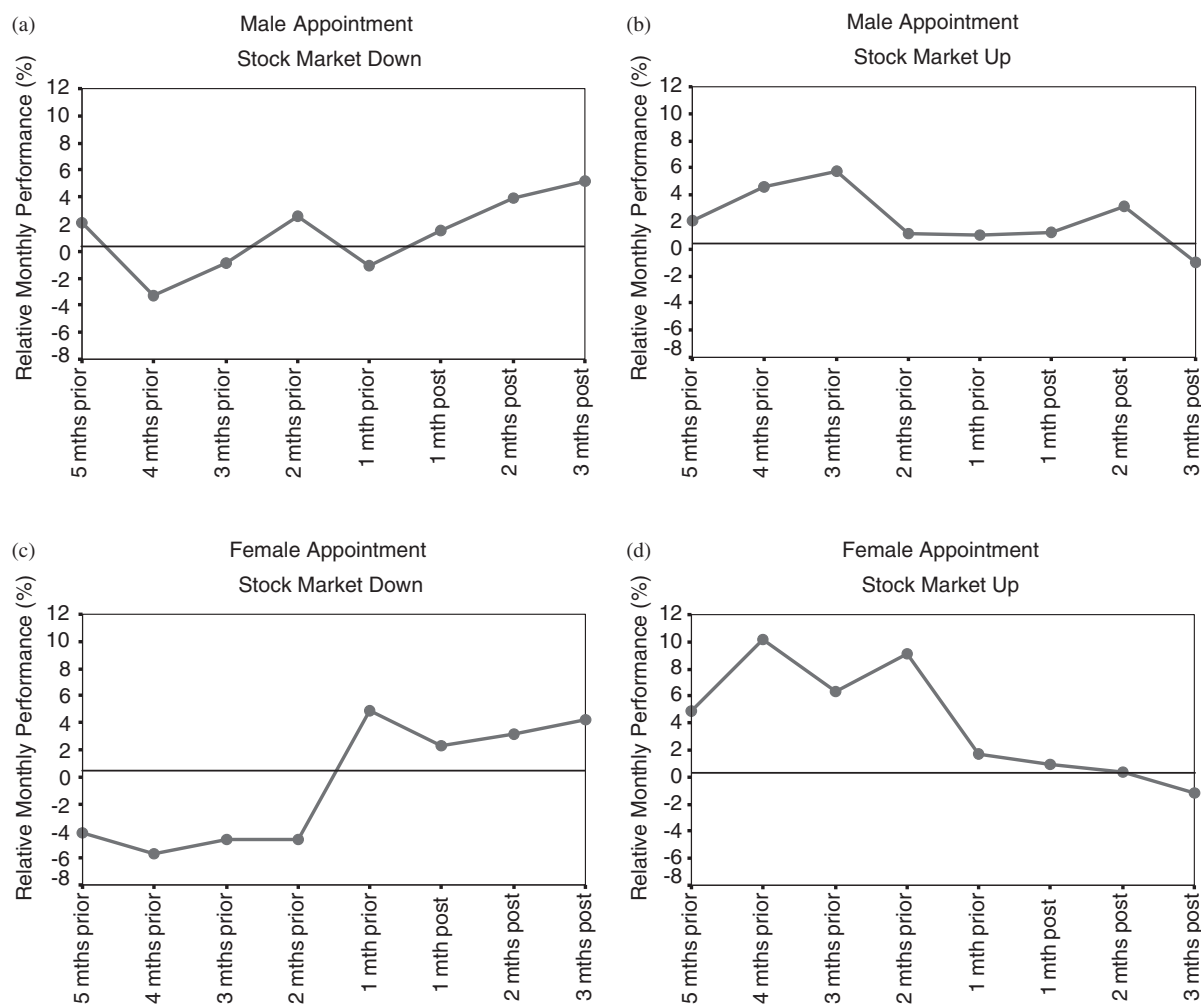 (a)
Male Appointment
Stock Market Down
Relative Monthly Performance (%)
12
10
8
6
4
2
0
-2
-4
-6
-8
5 mths prior
4 mths prior
3 mths prior
2 mths prior
1 mth prior
1 mth post
2 mths post
3 mths post
(b)
Male Appointment
Stock Market Up
Relative Monthly Performance (%)
12
10
8
6
4
2
0
-2
-4
-6
-8
5 mths prior
4 mths prior
3 mths prior
2 mths prior
1 mth prior
1 mth post
2 mths post
3 mths post
(c)
Female Appointment
Stock Market Down
Relative Monthly Performance (%)
12
10
8
6
4
2
0
-2
-4
-6
-8
5 mths prior
4 mths prior
3 mths prior
2 mths prior
1 mth prior
1 mth post
2 mths post
3 mths post
(d)
Female Appointment
Stock Market Up
Relative Monthly Performance (%)
12
10
8
6
4
2
0
-2
-4
-6
-8
5 mths prior
4 mths prior
3 mths prior
2 mths prior
1 mth prior
1 mth post
2 mths post
3 mths post